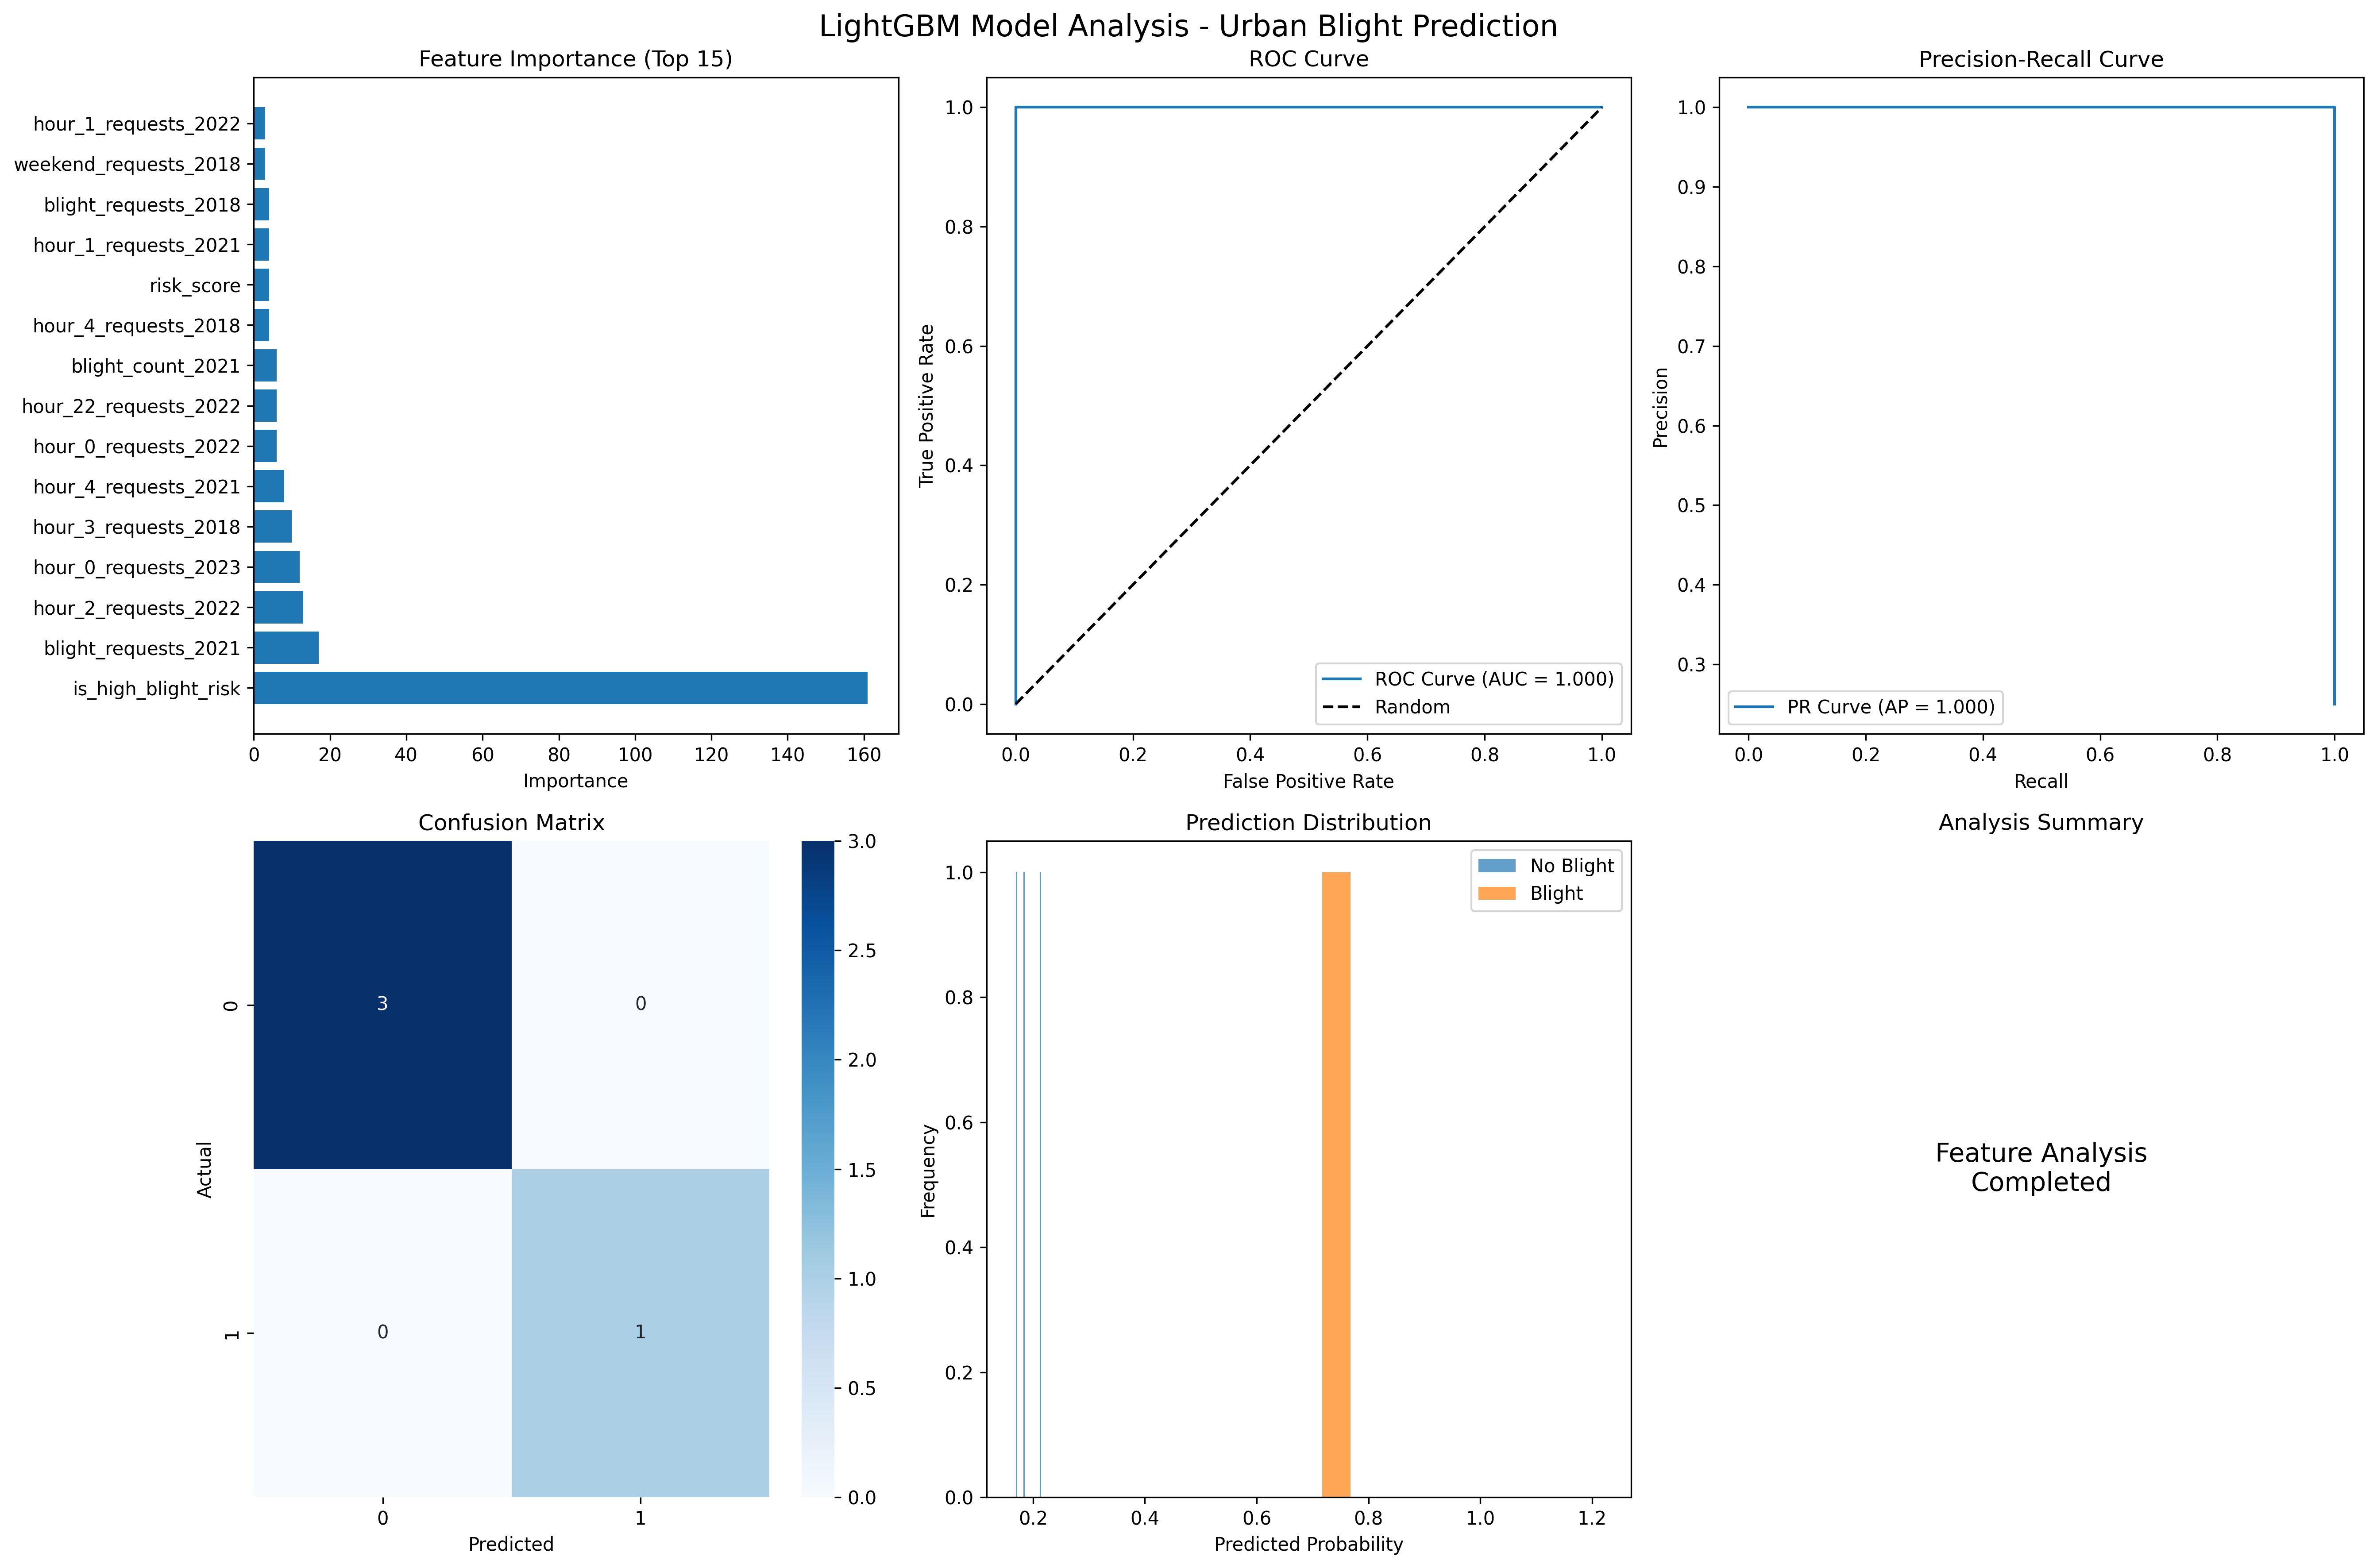 LightGBM Model Analysis - Urban Blight Prediction
Feature Importance (Top 15)
hour_1_requests_2022
weekend_requests_2018
blight_requests_2018
hour_1_requests_2021
risk_score
hour_4_requests_2018
blight_count_2021
hour_22_requests_2022
hour_0_requests_2022
hour_4_requests_2021
hour_3_requests_2018
hour_0_requests_2023
hour_2_requests_2022
blight_requests_2021
is_high_blight_risk
0 20 40 60 80 100 120 140 160
Importance
ROC Curve
True Positive Rate
1.0
0.8
0.6
0.4
0.2
0.0
ROC Curve (AUC = 1.000)
Random
0.0 0.2 0.4 0.6 0.8 1.0
False Positive Rate
Precision-Recall Curve
Precision
1.0
0.9
0.8
0.7
0.6
0.5
0.4
0.3
PR Curve (AP = 1.000)
0.0 0.2 0.4 0.6 0.8 1.0
Recall
Confusion Matrix
Actual
0
1
3 0
0 1
0 1
Predicted
3.0
2.5
2.0
1.5
1.0
0.5
0.0
Prediction Distribution
Frequency
1.0
0.8
0.6
0.4
0.2
0.0
No Blight
Blight
0.2 0.4 0.6 0.8 1.0 1.2
Predicted Probability
Analysis Summary
Feature Analysis
Completed